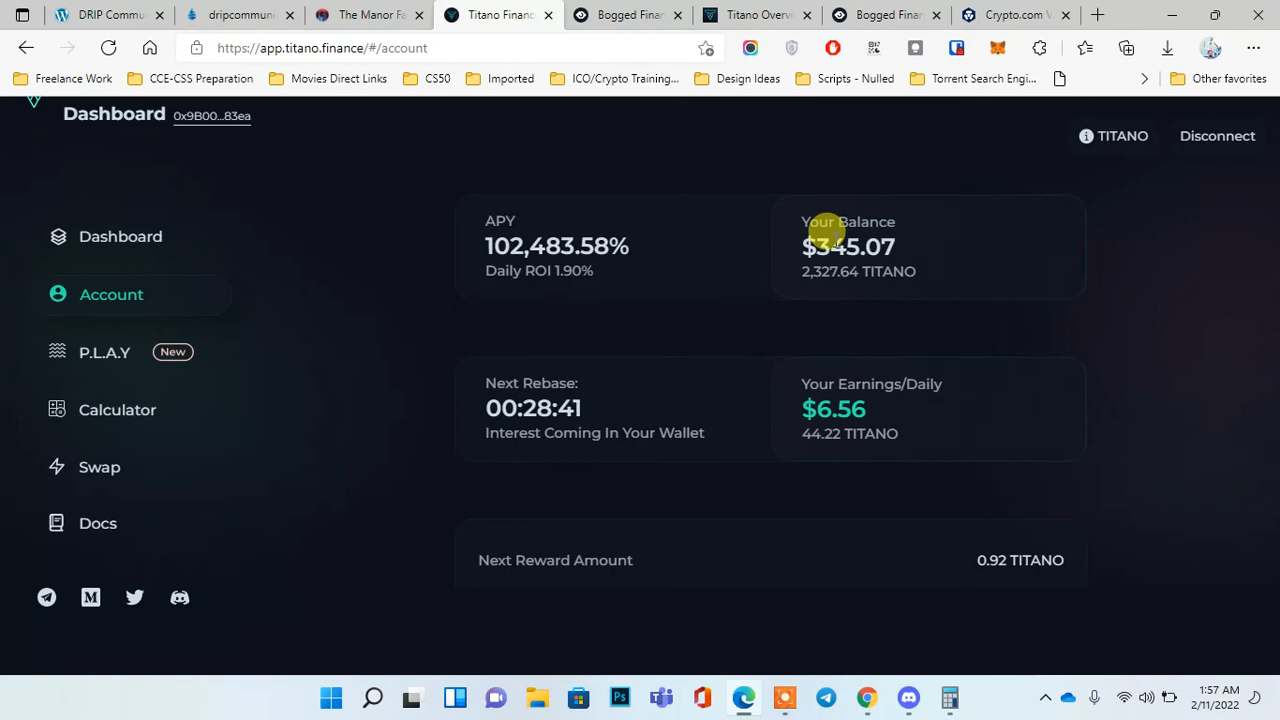 DRIP Commu
dripcommuni
The Manor Fa
Titano Financ
Bogged Finan
Titano Overv
Bogged Finan
Crypto.com V
https://app.titano.finance/#/account
Freelance Work
CCE-CSS Preparation
Movies Direct Links
CS50
Imported
ICO/Crypto Training...
Design Ideas
Scripts - Nulled
Torrent Search Engi...
Other favorites
Dashboard 0x9B00...83ea
TITANO
Disconnect
Dashboard
Account
P.L.A.Y New
Calculator
Swap
Docs
APY
102,483.58%
Daily ROI 1.90%
Your Balance
$345.07
2,327.64 TITANO
Next Rebase:
00:28:41
Interest Coming In Your Wallet
Your Earnings/Daily
$6.56
44.22 TITANO
Next Reward Amount 0.92 TITANO
1:57 AM
2/11/2022